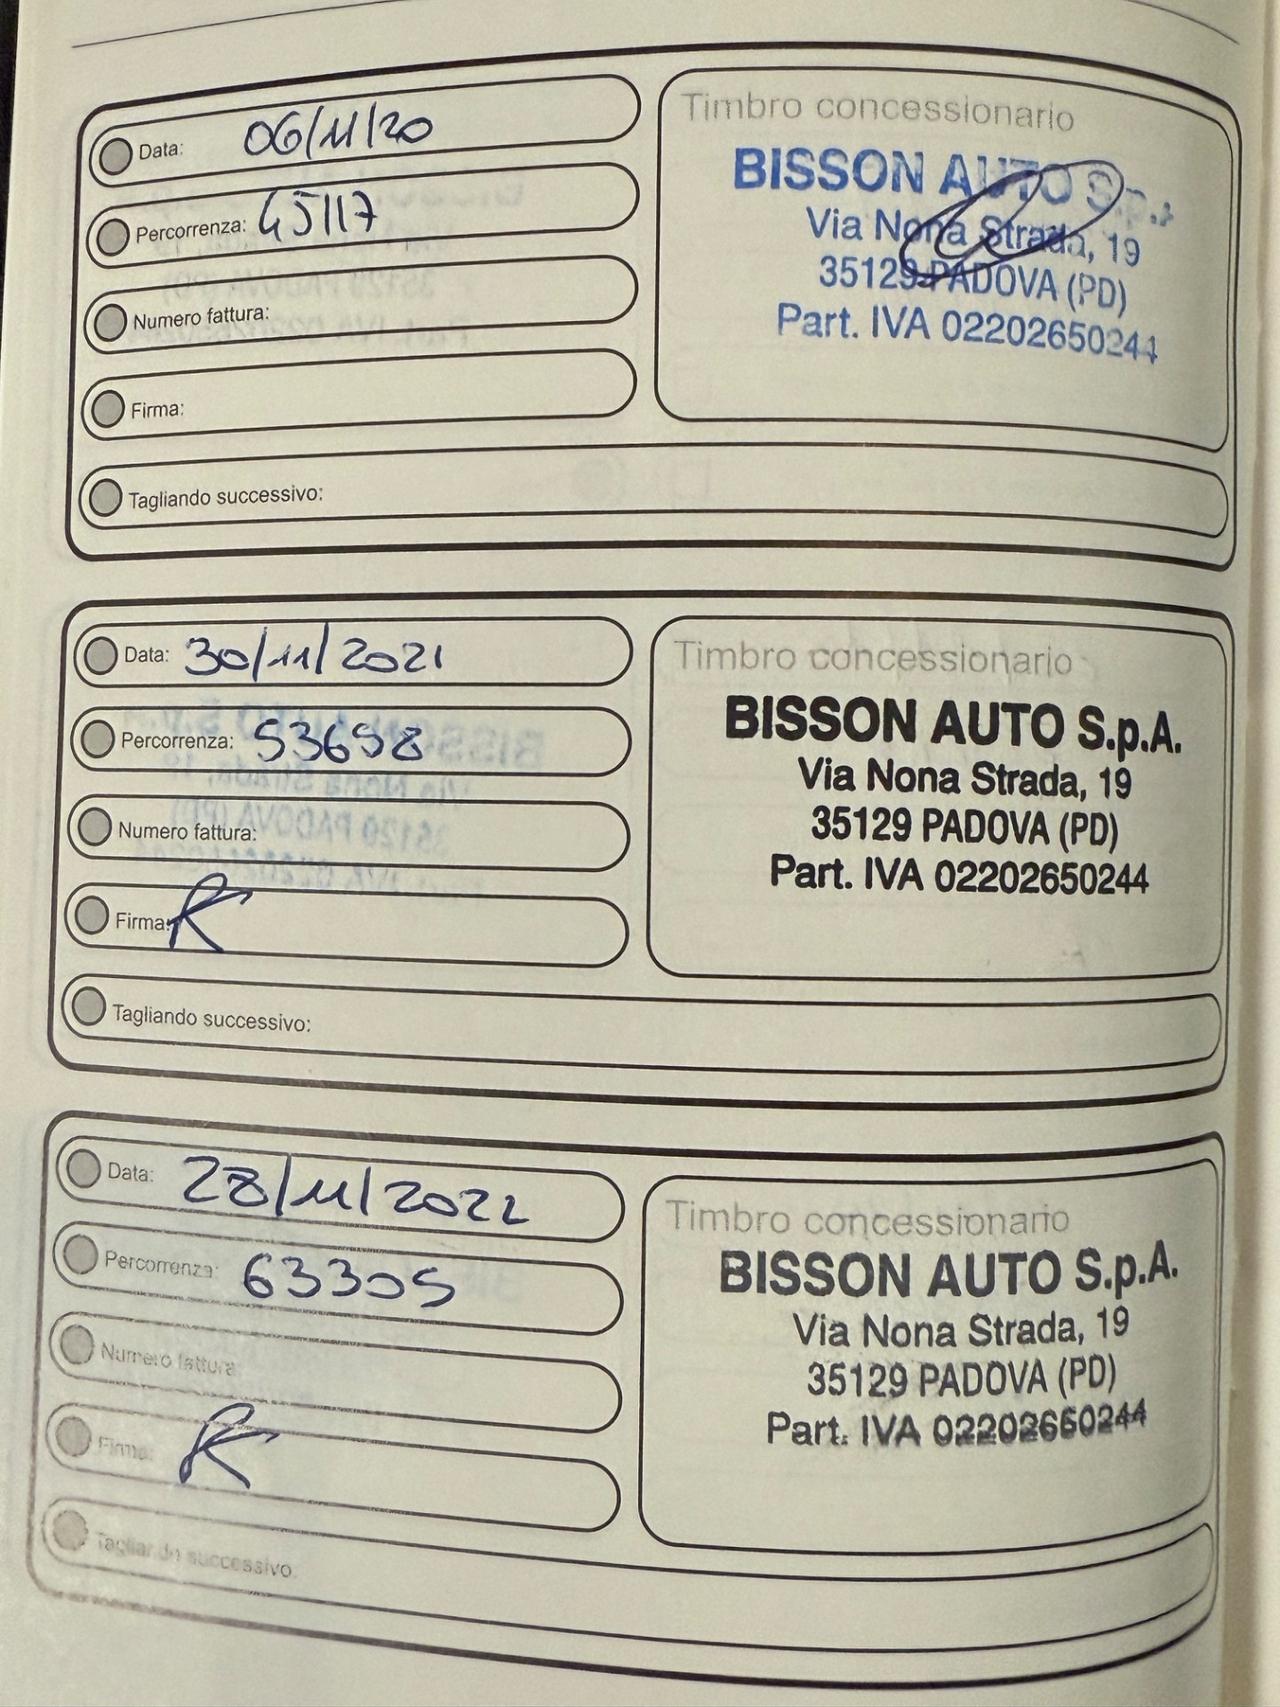 Data: 06/11/20
Percorrenza: 45117
Numero fattura:
Firma:
Tagliando successivo:
Timbro concessionario
BISSON AUTO S.p.A.
Via Nona Strada, 19
35129 PADOVA (PD)
Part. IVA 02202650244
Data: 30/11/2021
Percorrenza: 53658
Numero fattura:
Firma:
Tagliando successivo:
Timbro concessionario
BISSON AUTO S.p.A.
Via Nona Strada, 19
35129 PADOVA (PD)
Part. IVA 02202650244
Data: 28/11/2022
Percorrenza: 63305
Numero fattura
Firma:
Tagliando successivo:
Timbro concessionario
BISSON AUTO S.p.A.
Via Nona Strada, 19
35129 PADOVA (PD)
Part. IVA 02202650244